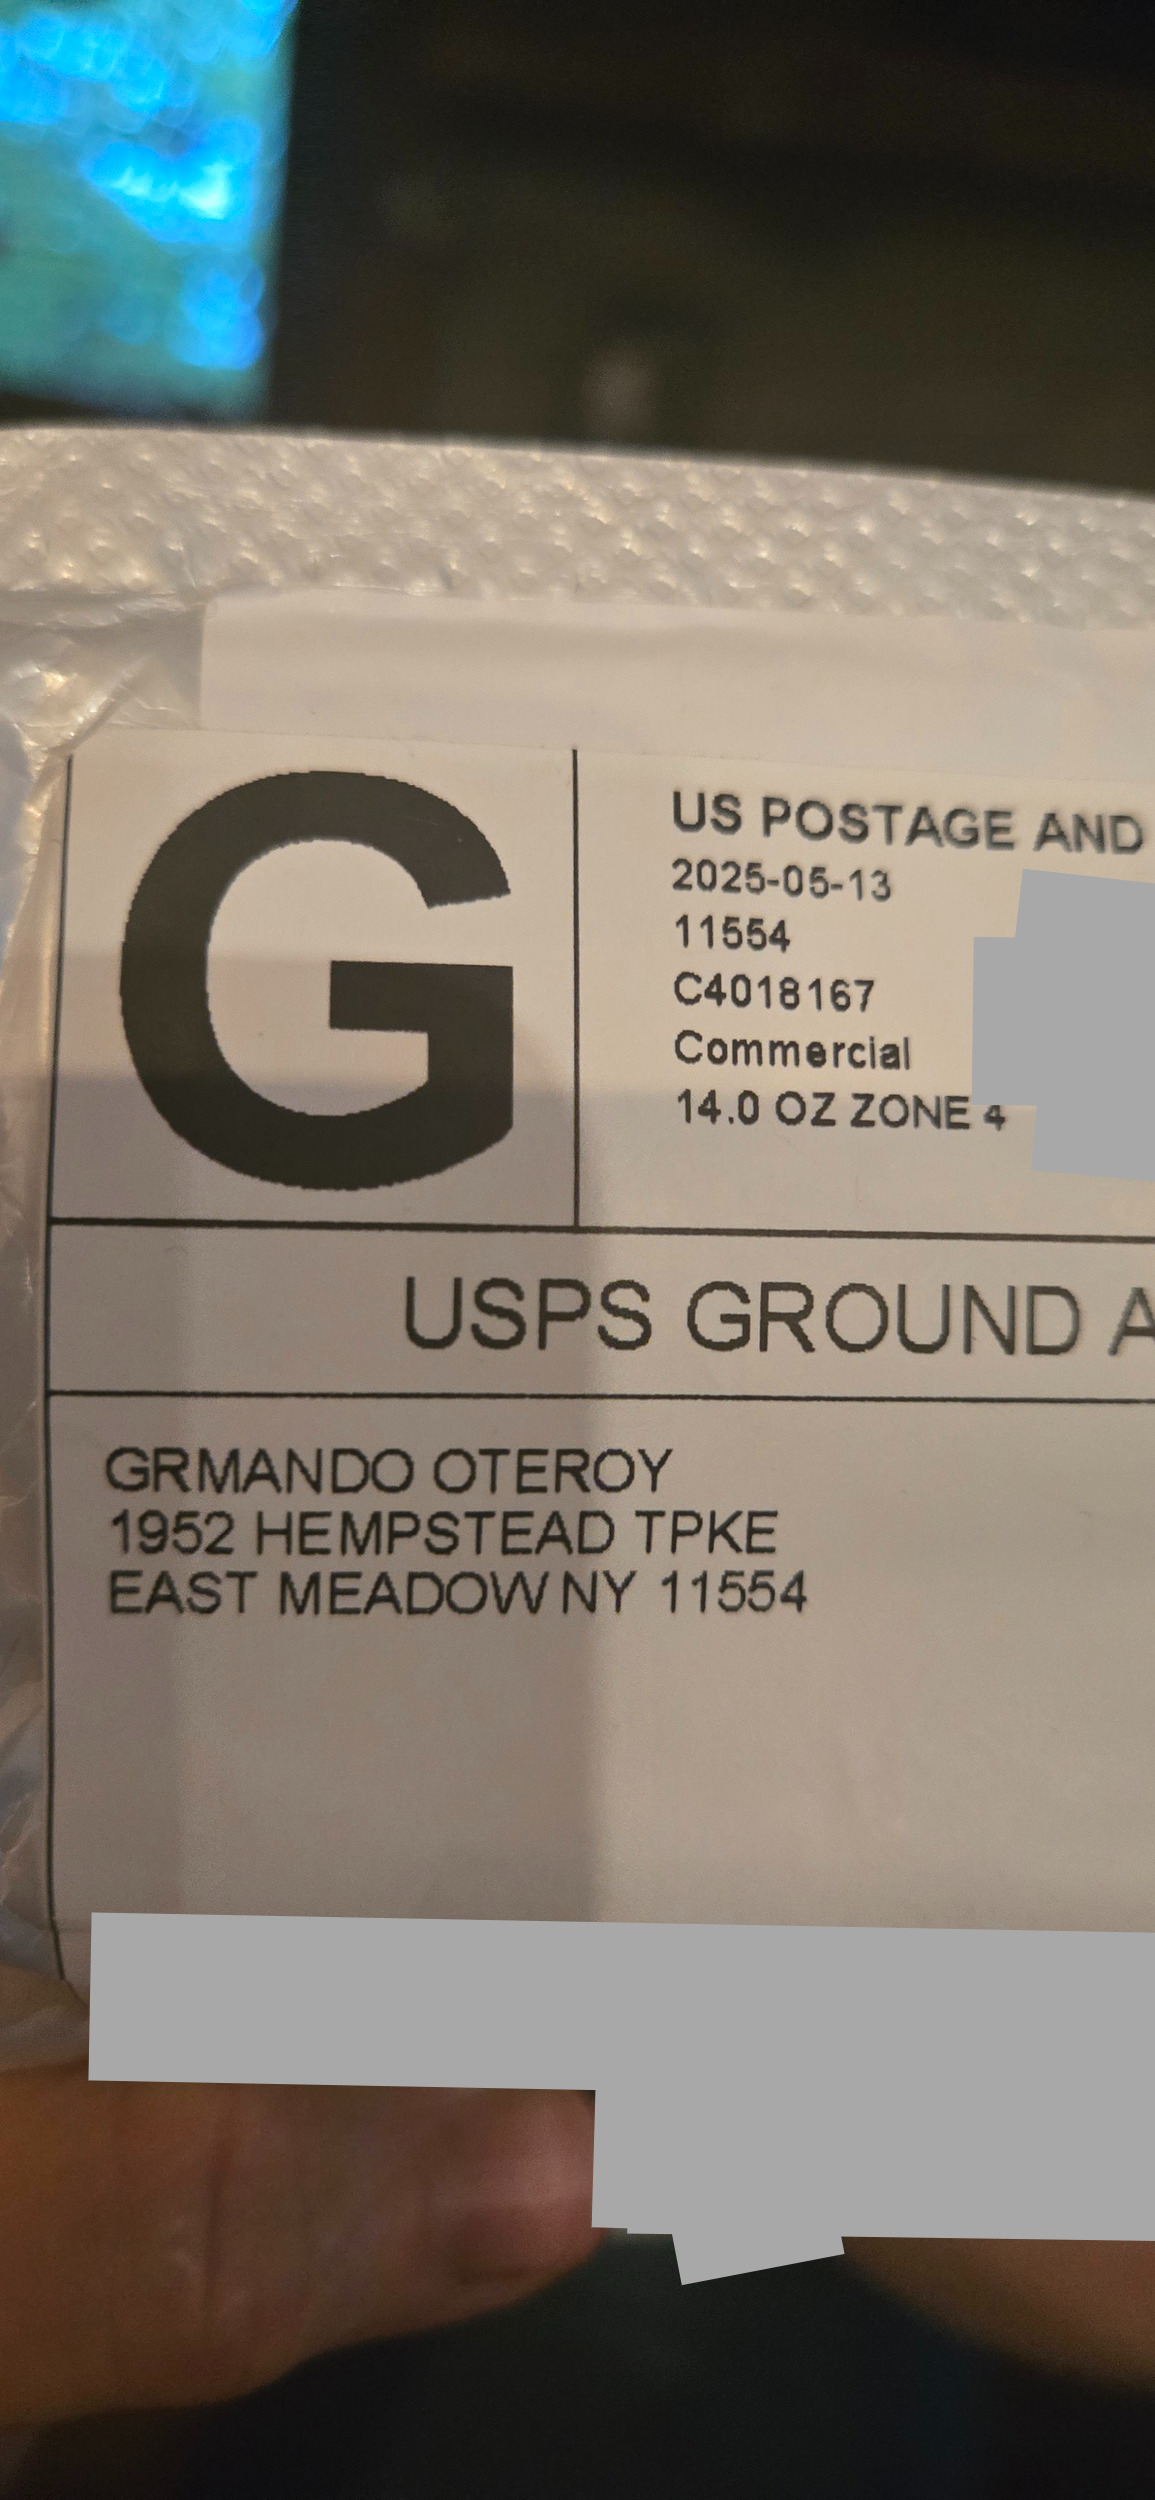 G
US POSTAGE AND
2025-05-13
11554
C4018167
Commercial
14.0 OZ ZONE 4
USPS GROUND A
GRMANDO OTEROY
1952 HEMPSTEAD TPKE
EAST MEADOW NY 11554